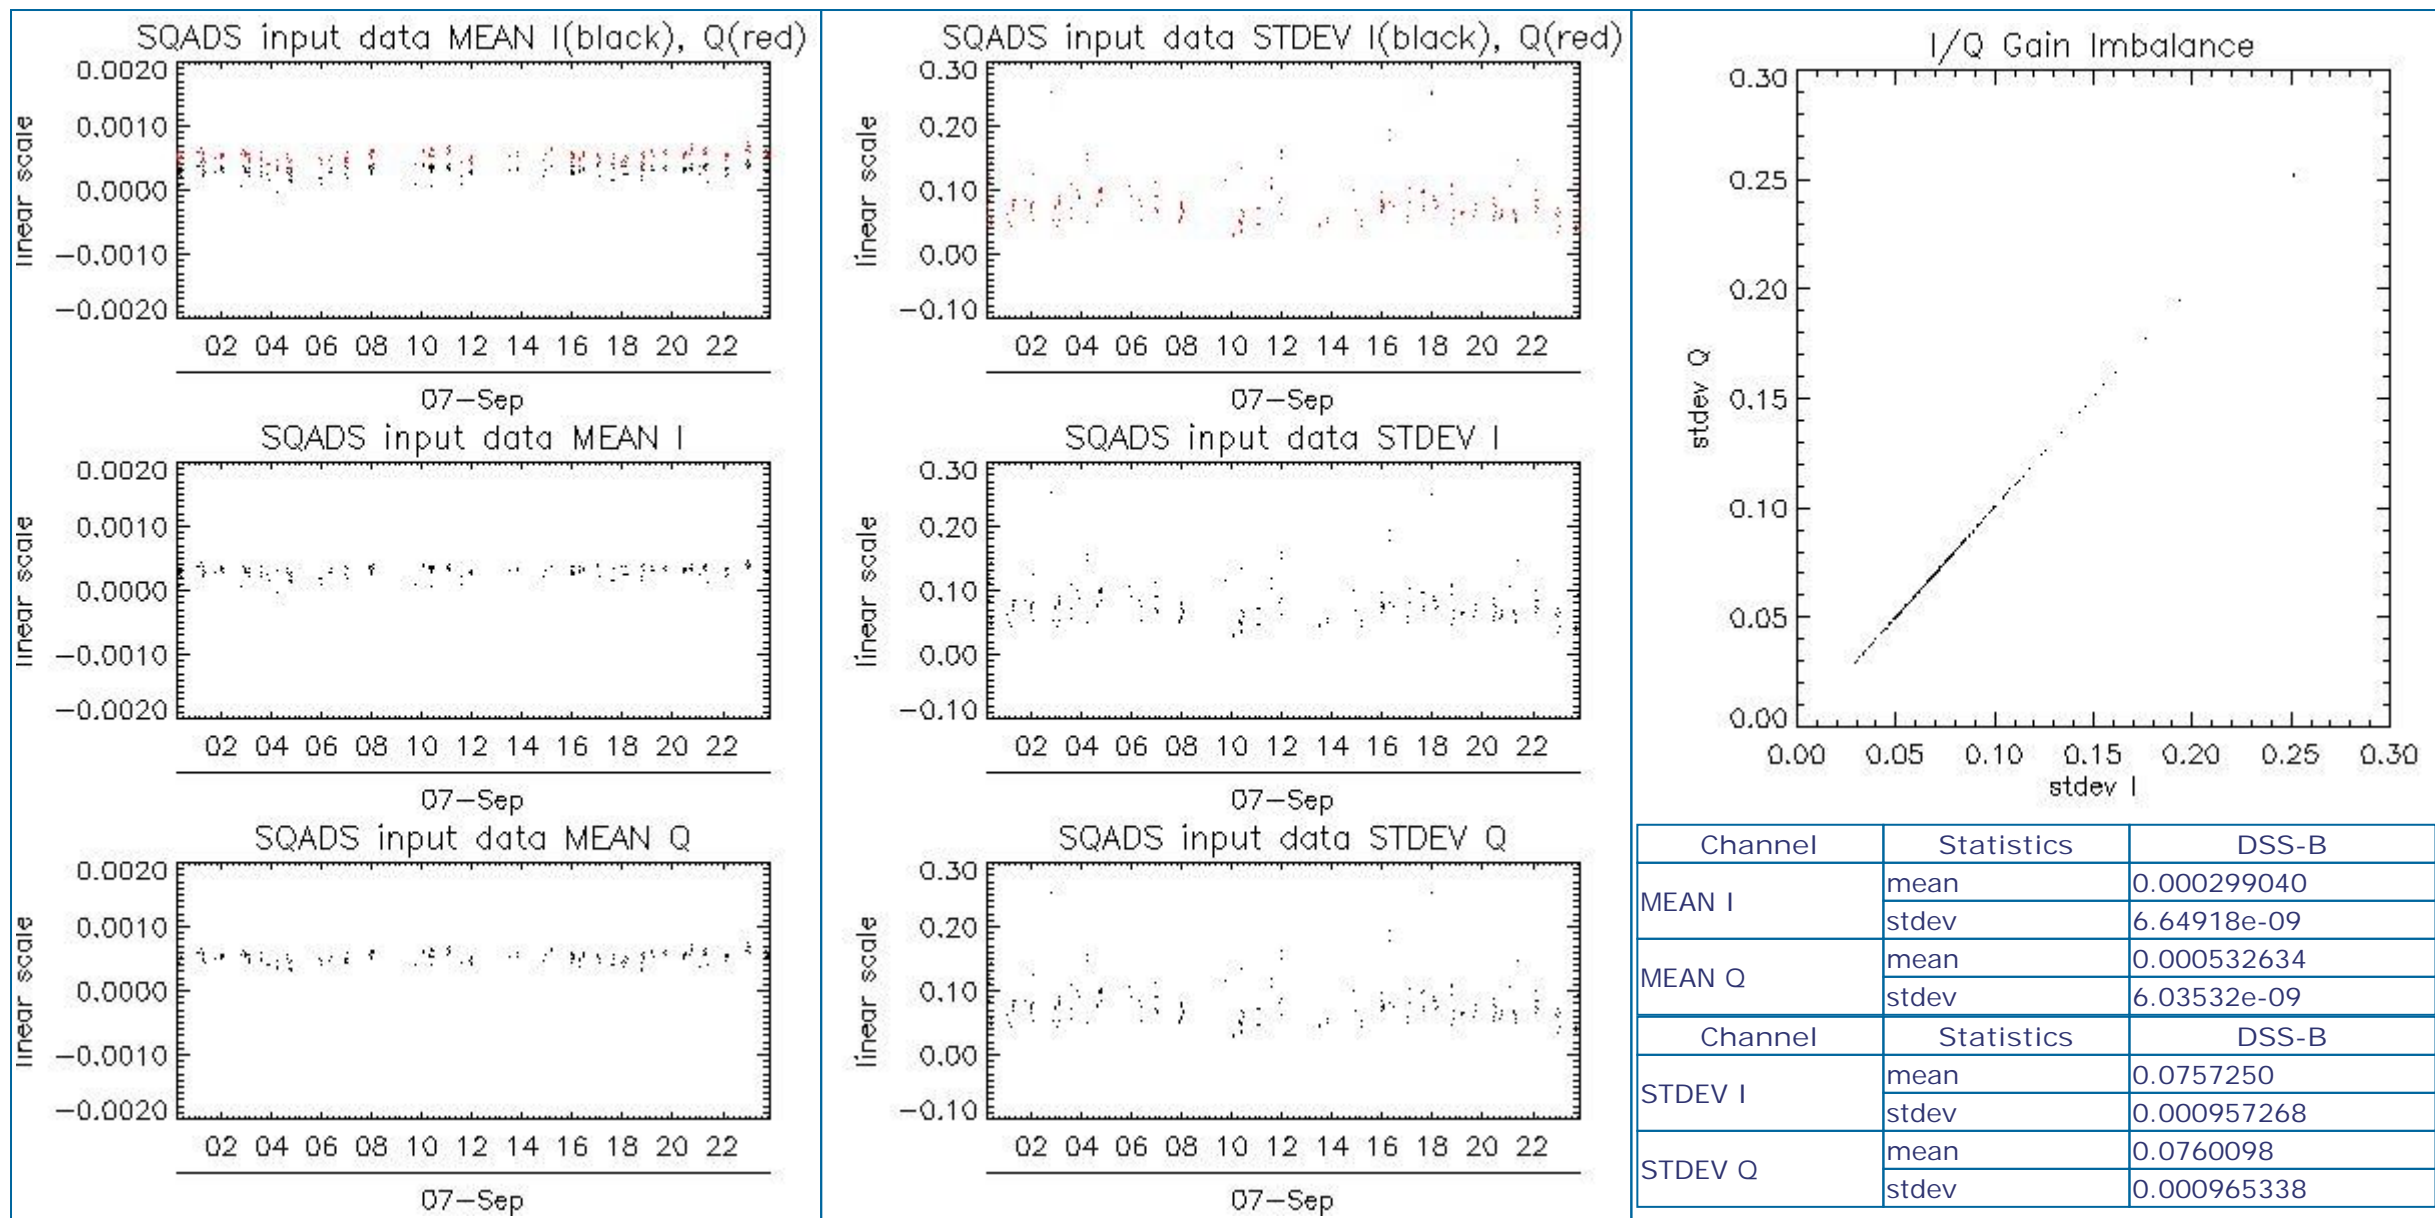 SQADS input data MEAN I(black), Q(red)
0.0020
0.0010
0.0000
−0.0010
−0.0020
linear scale
02 04 06 08 10 12 14 16 18 20 22
07−Sep
SQADS input data MEAN I
0.0020
0.0010
0.0000
−0.0010
−0.0020
linear scale
02 04 06 08 10 12 14 16 18 20 22
07−Sep
SQADS input data MEAN Q
0.0020
0.0010
0.0000
−0.0010
−0.0020
linear scale
02 04 06 08 10 12 14 16 18 20 22
07−Sep
SQADS input data STDEV I(black), Q(red)
0.30
0.20
0.10
0.00
−0.10
linear scale
02 04 06 08 10 12 14 16 18 20 22
07−Sep
SQADS input data STDEV I
0.30
0.20
0.10
0.00
−0.10
linear scale
02 04 06 08 10 12 14 16 18 20 22
07−Sep
SQADS input data STDEV Q
0.30
0.20
0.10
0.00
−0.10
linear scale
02 04 06 08 10 12 14 16 18 20 22
07−Sep
I/Q Gain Imbalance
0.30
0.25
0.20
0.15
0.10
0.05
0.00
stdev Q
0.00 0.05 0.10 0.15 0.20 0.25 0.30
stdev I
Channel Statistics DSS-B
MEAN I mean 0.000299040
stdev 6.64918e-09
MEAN Q mean 0.000532634
stdev 6.03532e-09
Channel Statistics DSS-B
STDEV I mean 0.0757250
stdev 0.000957268
STDEV Q mean 0.0760098
stdev 0.000965338